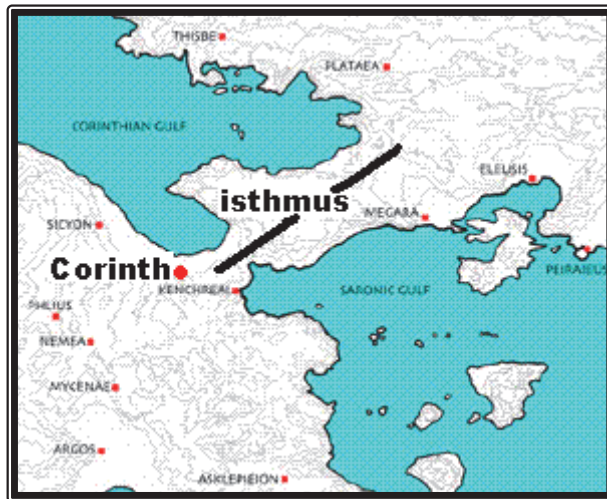 THISBE
PLATAEA
CORINTHIAN GULF
ELEUSIS
isthmus
MEGARA
SICYON
Corinth
PEIRAIEUS
KENCHREAI
SARONIC GULF
PHLIUS
NEMEA
MYCENAE
ARGOS
ASKLEPIEION